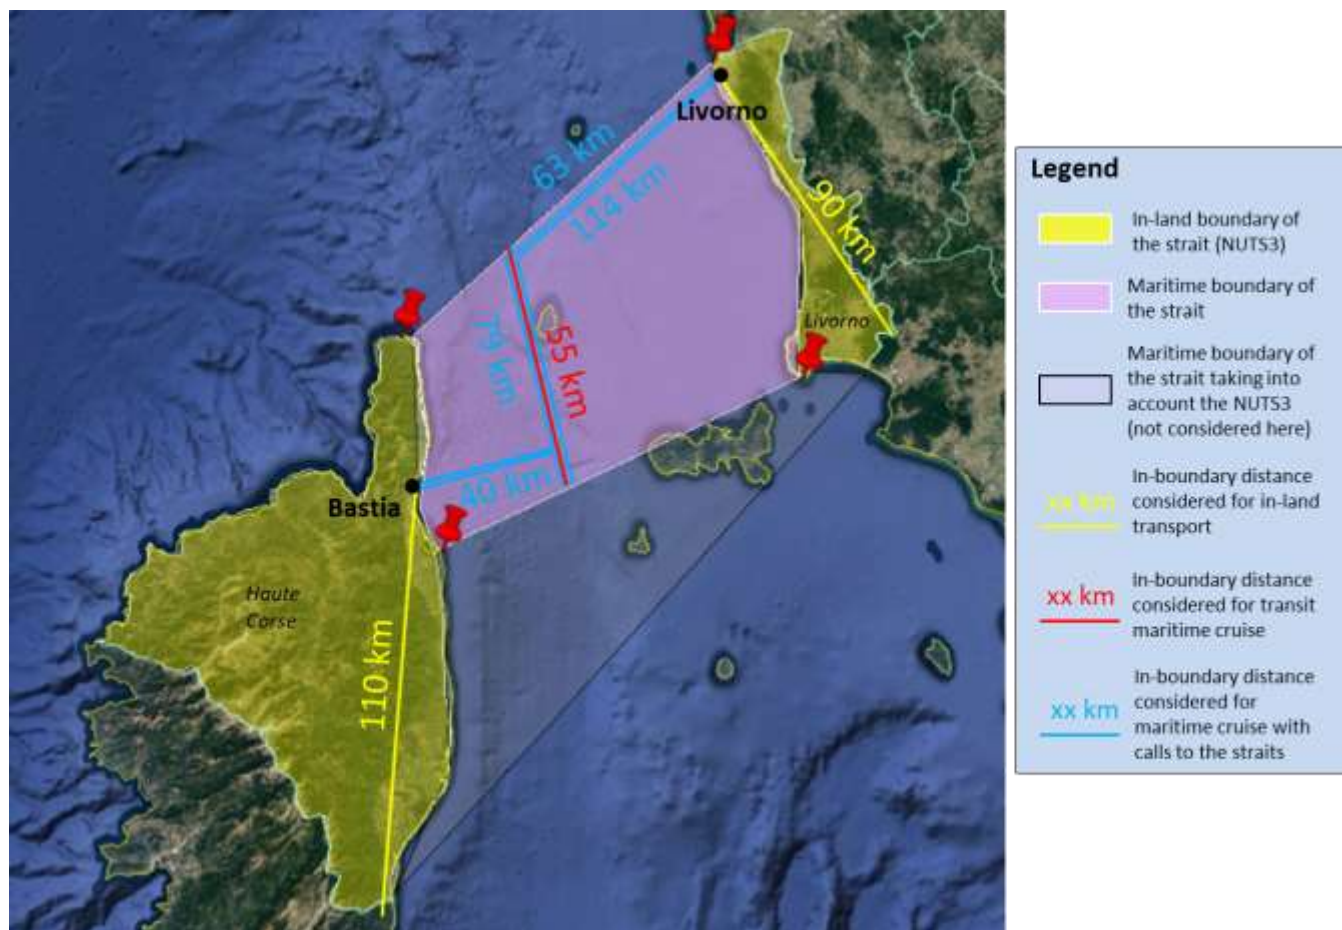 Livorno
63 km
114 km
90 km
79 km
55 km
Livorno
40 km
Bastia
Haute
Corse
110 km
Legend
In-land boundary of
the strait (NUTS3)
Maritime boundary of
the strait
Maritime boundary of
the strait taking into
account the NUTS3
(not considered here)
xx km
In-boundary distance
considered for in-land
transport
xx km
In-boundary distance
considered for transit
maritime cruise
xx km
In-boundary distance
considered for
maritime cruise with
calls to the straits